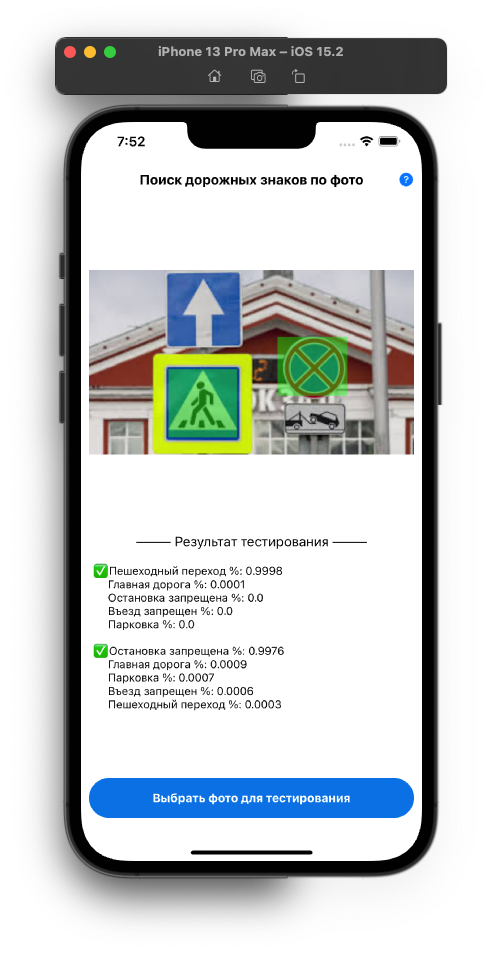 iPhone 13 Pro Max – iOS 15.2
7:52
Поиск дорожных знаков по фото
?
——— Результат тестирования ———
✅Пешеходный переход %: 0.9998
Главная дорога %: 0.0001
Остановка запрещена %: 0.0
Въезд запрещен %: 0.0
Парковка %: 0.0
✅Остановка запрещена %: 0.9976
Главная дорога %: 0.0009
Парковка %: 0.0007
Въезд запрещен %: 0.0006
Пешеходный переход %: 0.0003
Выбрать фото для тестирования